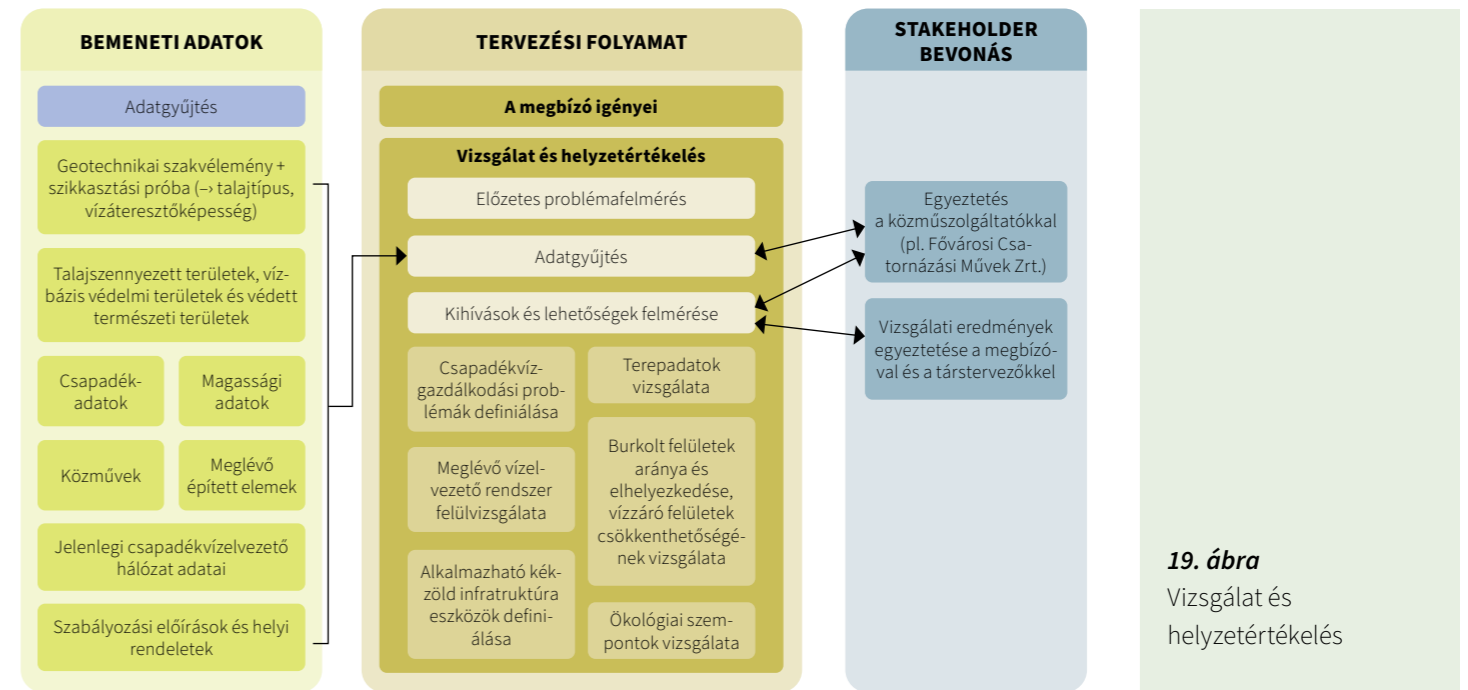 BEMENETI ADATOK
Adatgyűjtés
Geotechnikai szakvélemény +
szikkasztási próba (–› talajtípus,
vízáteresztőképesség)
Talajszennyezett területek, víz-
bázis védelmi területek és védett
természeti területek
Csapadék-
adatok
Magassági
adatok
Közművek
Meglévő
épített elemek
Jelenlegi csapadékvízelvezető
hálózat adatai
Szabályozási előírások és helyi
rendeletek
TERVEZÉSI FOLYAMAT
A megbízó igényei
Vizsgálat és helyzetértékelés
Előzetes problémafelmérés
Adatgyűjtés
Kihívások és lehetőségek felmérése
Csapadékvíz-
gazdálkodási prob-
lémák definiálása
Meglévő vízel-
vezető rendszer
felülvizsgálata
Alkalmazható kék-
zöld infratruktúra
eszközök defini-
álása
Terepadatok
vizsgálata
Burkolt felületek
aránya és
elhelyezkedése,
vízzáró felületek
csökkenthetőségé-
nek vizsgálata
Ökológiai szem-
pontok vizsgálata
STAKEHOLDER
BEVONÁS
Egyeztetés
a közműszolgáltatókkal
(pl. Fővárosi Csa-
tornázási Művek Zrt.)
Vizsgálati eredmények
egyeztetése a megbízó-
val és a társtervezőkkel
19. ábra
Vizsgálat és
helyzetértékelés